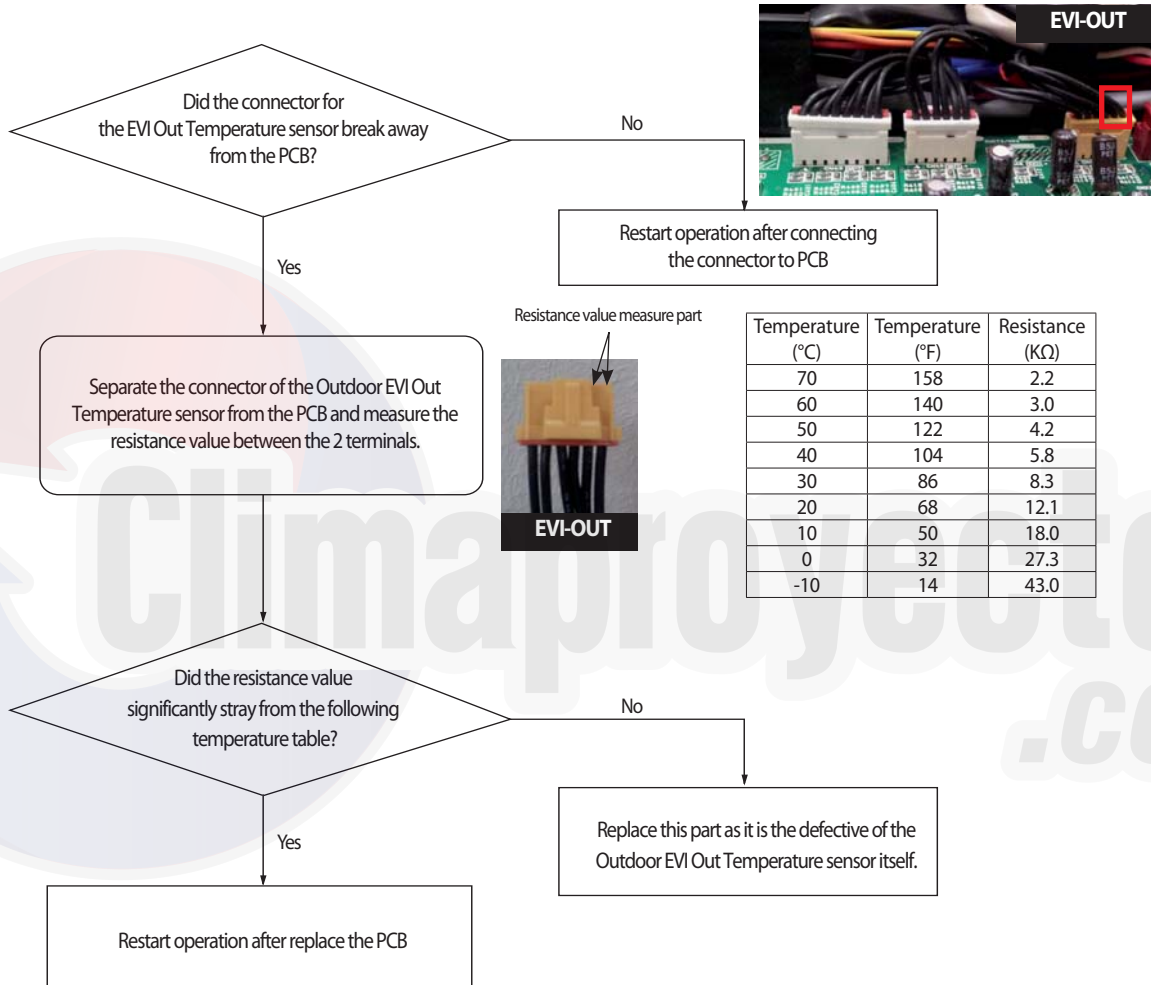 EVI-OUT
Did the connector for
the EVI Out Temperature sensor break away
from the PCB?
No
Restart operation after connecting
the connector to PCB
Yes
Resistance value measure part
Separate the connector of the Outdoor EVI Out
Temperature sensor from the PCB and measure the
resistance value between the 2 terminals.
EVI-OUT
Temperature (°C) Temperature (°F) Resistance (KΩ)
70 158 2.2
60 140 3.0
50 122 4.2
40 104 5.8
30 86 8.3
20 68 12.1
10 50 18.0
0 32 27.3
-10 14 43.0
Climaproyecto
.co
Did the resistance value
significantly stray from the following
temperature table?
No
Replace this part as it is the defective of the
Outdoor EVI Out Temperature sensor itself.
Yes
Restart operation after replace the PCB